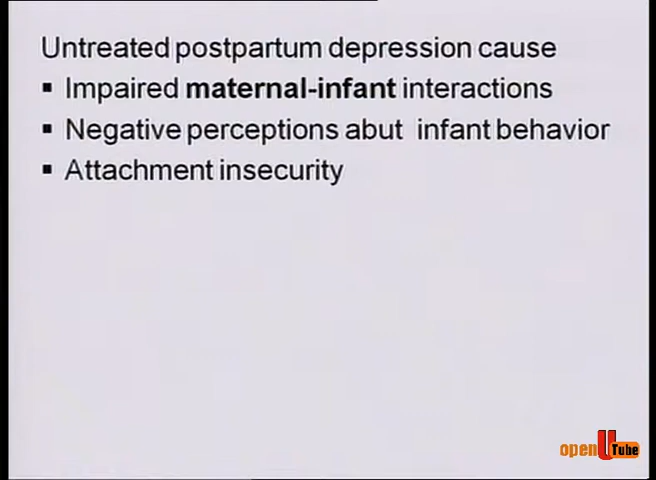 Untreated postpartum depression cause
▪ Impaired maternal-infant interactions
▪ Negative perceptions abut infant behavior
▪ Attachment insecurity
openUTube